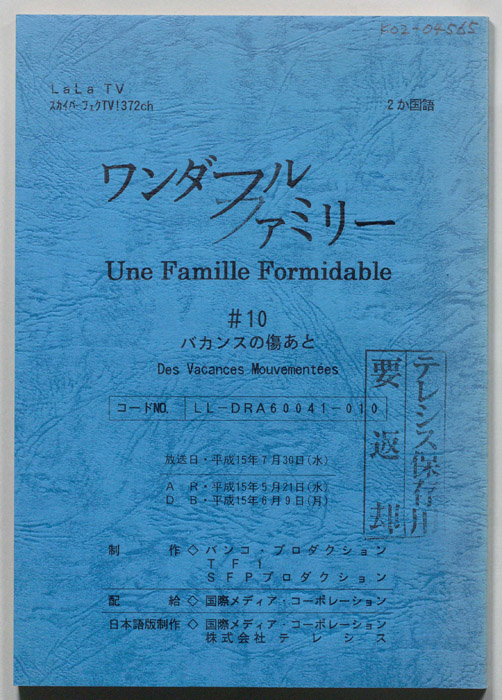 K02-04565
LaLa TV
スカイパーフェクTV!372ch
2か国語
ワンダフル
ファミリー
Une Famille Formidable
#10
バカンスの傷あと
Des Vacances Mouvementees
コードNO. LL-DRA60041-010
テレシス保存用
要返却
放送日・平成15年7月30日(水)
A R・平成15年5月21日(水)
D B・平成15年6月9日(月)
制作◇バンコ・プロダクション
TF1
SFPプロダクション
配給◇国際メディア・コーポレーション
日本語版制作◇国際メディア・コーポレーション
株式会社テレシース